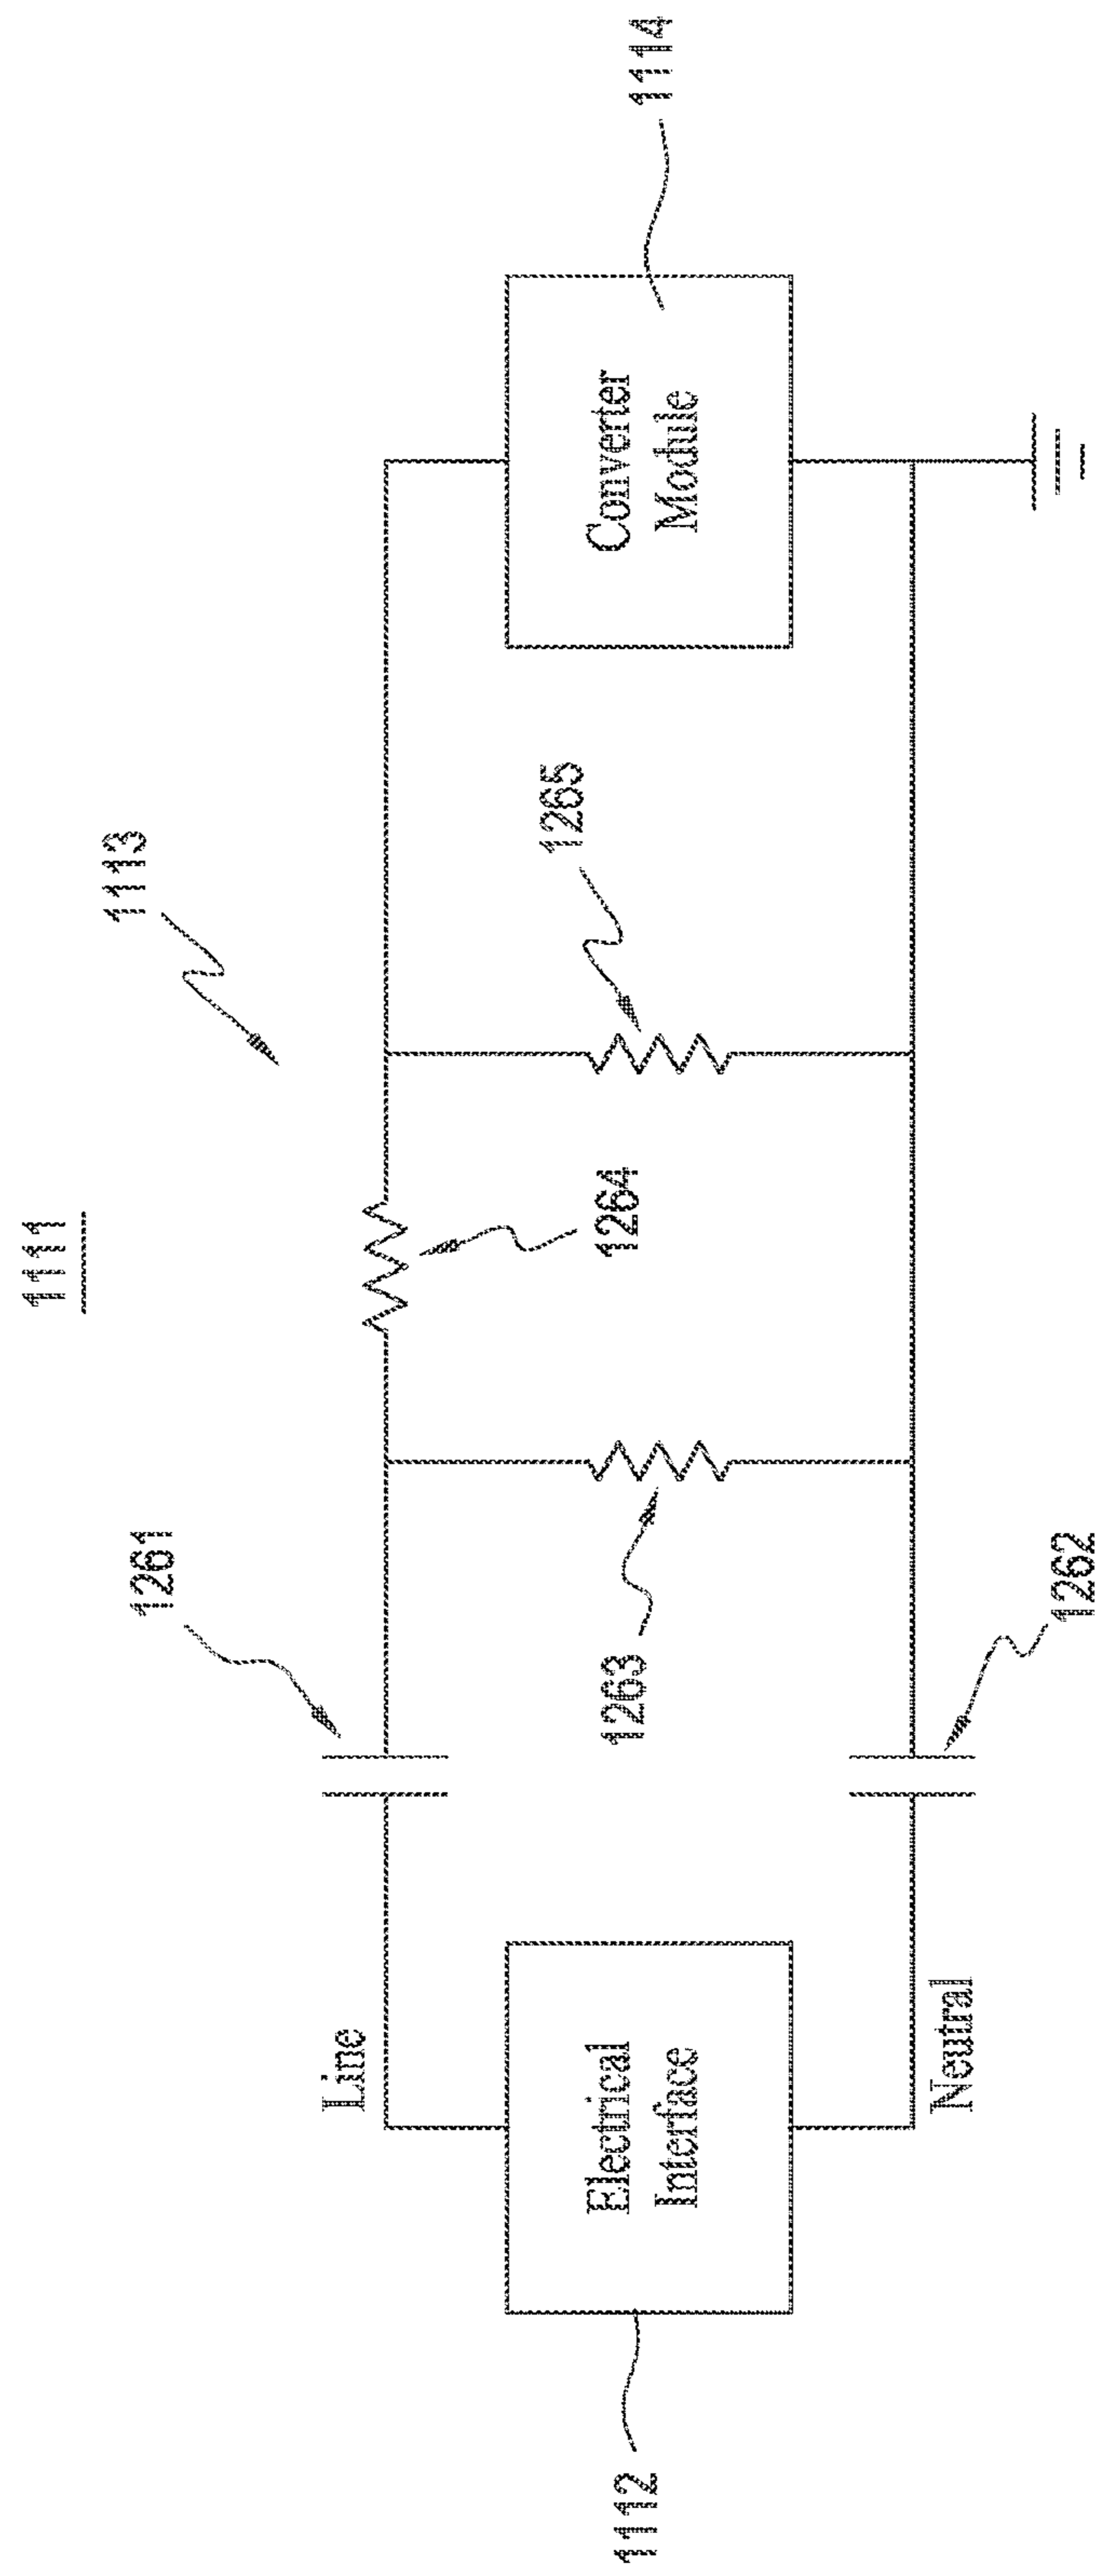 1111
1113
1261
Line
1264
1265
1263
1112
Electrical
Interface
Converter
Module
1114
Neutral
1262